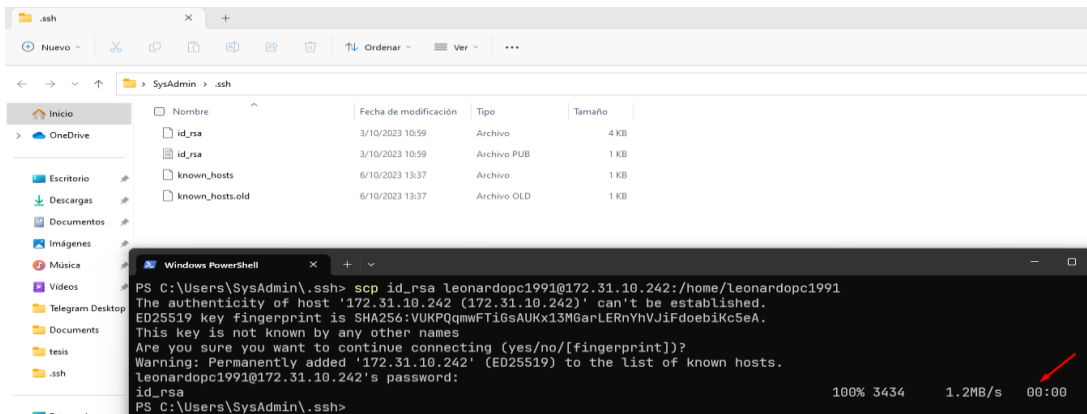 .ssh
Nuevo
Ordenar
Ver
SysAdmin > .ssh
Inicio
OneDrive
Escritorio
Descargas
Documentos
Imágenes
Música
Vídeos
Telegram Desktop
Documents
tesis
.ssh
Nombre Fecha de modificación Tipo Tamaño
id_rsa 3/10/2023 10:59 Archivo 4 KB
id_rsa 3/10/2023 10:59 Archivo PUB 1 KB
known_hosts 6/10/2023 13:37 Archivo 1 KB
known_hosts.old 6/10/2023 13:37 Archivo OLD 1 KB
Windows PowerShell
PS C:\Users\SysAdmin\.ssh> scp id_rsa leonardopc1991@172.31.10.242:/home/leonardopc1991
The authenticity of host '172.31.10.242 (172.31.10.242)' can't be established.
ED25519 key fingerprint is SHA256:VUKPQqmwFTiGsAUKx13MGarLERnYhVJiFdoebiKc5eA.
This key is not known by any other names
Are you sure you want to continue connecting (yes/no/[fingerprint])?
Warning: Permanently added '172.31.10.242' (ED25519) to the list of known hosts.
leonardopc1991@172.31.10.242's password:
id_rsa 100% 3434 1.2MB/s 00:00
PS C:\Users\SysAdmin\.ssh>